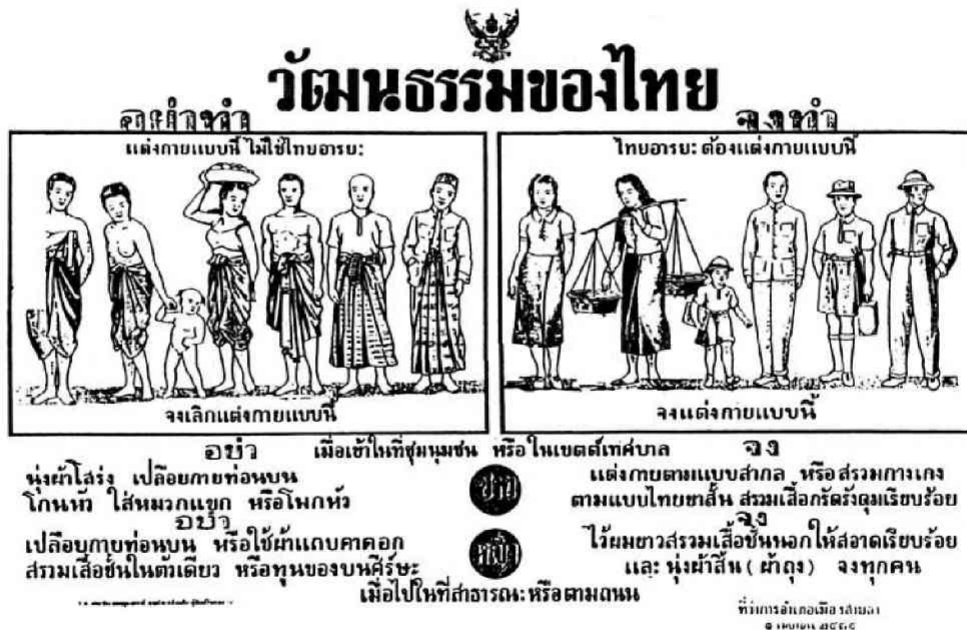 วัฒนธรรมของไทย
อย่าทำ
จงทำ
แต่งกายแบบนี้ ไม่ใช่ไทยอารยะ
ไทยอารยะ ต้องแต่งกายแบบนี้
จงเลิกแต่งกายแบบนี้
จงแต่งกายแบบนี้
อย่า เมื่อเข้าในที่ชุมนุมชน หรือในเขตต์เทศบาล จง
นุ่งผ้าโสร่ง เปลือยกายท่อนบน
โกนหัว ใส่หมวกแขก หรือโพกหัว
ชาย
แต่งกายตามแบบสากล หรือสรวมกางเกง
ตามแบบไทยขาสั้น สรวมเสื้อกรัดรังดุมเรียบร้อย
อย่า
เปลือยกายท่อนบน หรือใช้ผ้าแถบคาดอก
สรวมเสื้อชั้นในตัวเดียว หรือทูนของบนศีร์ษะ
หญิง
จง
ไว้ผมยาวสรวมเสื้อชั้นนอกให้สอาดเรียบร้อย
และ นุ่งผ้าสิ้น (ผ้าถุง) จงทุกคน
เมื่อไปในที่สาธารณะหรือตามถนน
ที่ว่าการอำเภอเมือง